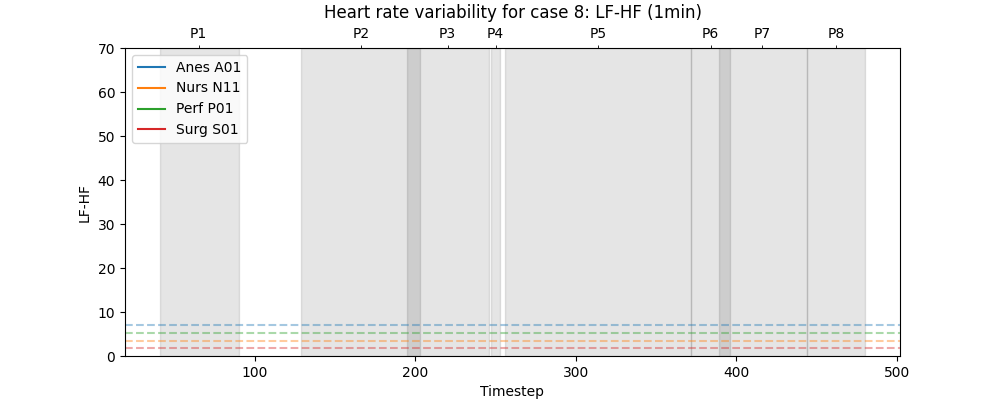 Heart rate variability for case 8: LF-HF (1min)
P1 P2 P3 P4 P5 P6 P7 P8
70
60
50
40
30
20
10
0
Anes A01
Nurs N11
Perf P01
Surg S01
LF-HF
100 200 300 400 500
Timestep